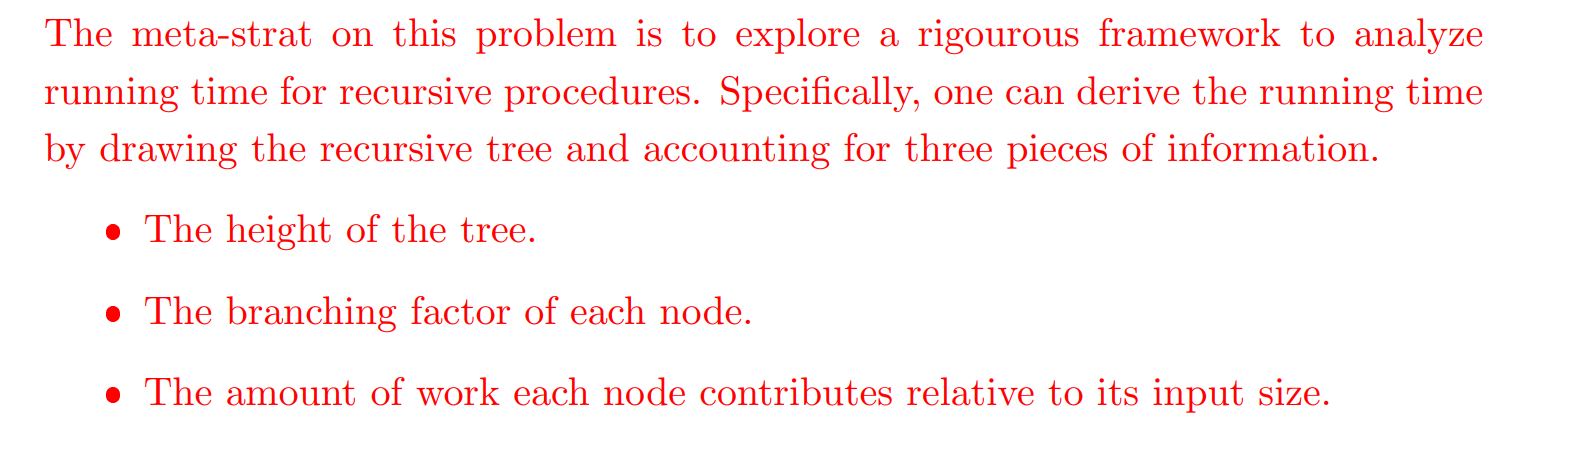 The meta-strat on this problem is to explore a rigourous framework to analyze
running time for recursive procedures. Specifically, one can derive the running time
by drawing the recursive tree and accounting for three pieces of information.
• The height of the tree.
• The branching factor of each node.
• The amount of work each node contributes relative to its input size.